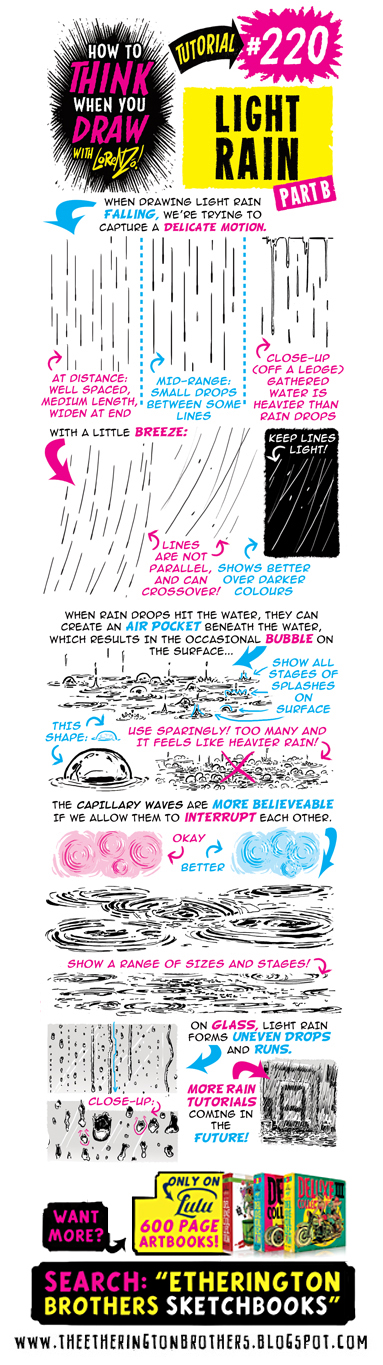 HOW TO
THINK
WHEN YOU
DRAW
WITH LORENZO!
TUTORIAL
#220
LIGHT
RAIN
PART B
WHEN DRAWING LIGHT RAIN
FALLING, WE'RE TRYING TO
CAPTURE A DELICATE MOTION.
AT DISTANCE:
WELL SPACED,
MEDIUM LENGTH,
WIDEN AT END
MID-RANGE:
SMALL DROPS
BETWEEN SOME
LINES
CLOSE-UP
(OFF A LEDGE)
GATHERED
WATER IS
HEAVIER THAN
RAIN DROPS
WITH A LITTLE BREEZE:
KEEP LINES
LIGHT!
LINES
ARE NOT
PARALLEL,
AND CAN
CROSSOVER!
SHOWS BETTER
OVER DARKER
COLOURS
WHEN RAIN DROPS HIT THE WATER, THEY CAN
CREATE AN AIR POCKET BENEATH THE WATER,
WHICH RESULTS IN THE OCCASIONAL BUBBLE ON
THE SURFACE...
SHOW ALL
STAGES OF
SPLASHES
ON
SURFACE
THIS
SHAPE:
USE SPARINGLY! TOO MANY AND
IT FEELS LIKE HEAVIER RAIN!
THE CAPILLARY WAVES ARE MORE BELIEVEABLE
IF WE ALLOW THEM TO INTERRUPT EACH OTHER.
OKAY
BETTER
SHOW A RANGE OF SIZES AND STAGES!
ON GLASS, LIGHT RAIN
FORMS UNEVEN DROPS
AND RUNS.
CLOSE-UP:
MORE RAIN
TUTORIALS
COMING IN
THE
FUTURE!
WANT
MORE?
ONLY ON
Lulu
600 PAGE
ARTBOOKS!
DELUXE III
SEARCH: "ETHERINGTON
BROTHERS SKETCHBOOKS"
WWW.THEETHERINGTONBROTHERS.BLOGSPOT.COM